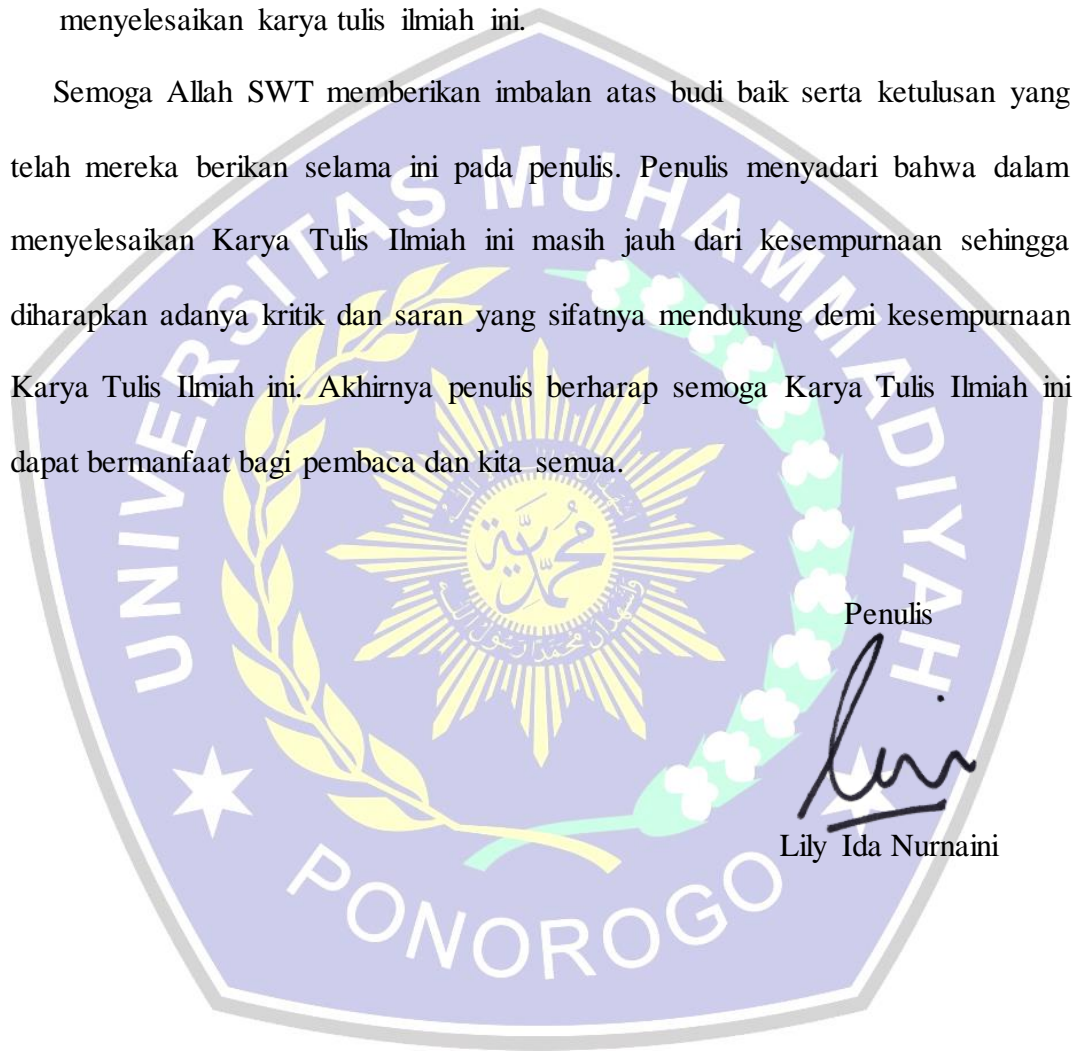 menyelesaikan karya tulis ilmiah ini.
Semoga Allah SWT memberikan imbalan atas budi baik serta ketulusan yang
telah mereka berikan selama ini pada penulis. Penulis menyadari bahwa dalam
menyelesaikan Karya Tulis Ilmiah ini masih jauh dari kesempurnaan sehingga
diharapkan adanya kritik dan saran yang sifatnya mendukung demi kesempurnaan
Karya Tulis Ilmiah ini. Akhirnya penulis berharap semoga Karya Tulis Ilmiah ini
dapat bermanfaat bagi pembaca dan kita semua.
Penulis
Lily Ida Nurnaini
UNIVERSITAS MUHAMMADIYAH
PONOROGO
محمدية